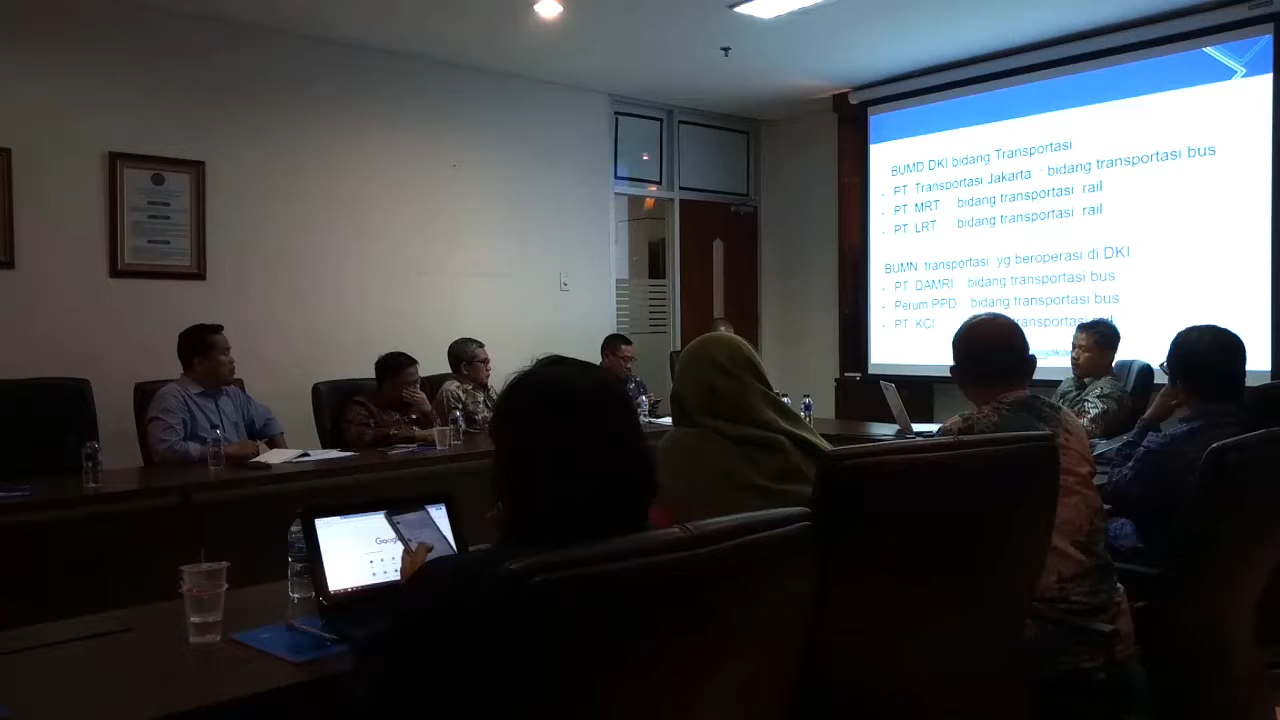 BUMD DKI bidang Transportasi
- PT Transportasi Jakarta : bidang transportasi bus
- PT MRT bidang transportasi rail
- PT LRT bidang transportasi rail
BUMN transportasi yg beroperasi di DKI
- PT DAMRI bidang transportasi bus
- Perum PPD bidang transportasi bus
- PT KCI transportasi rail
Google